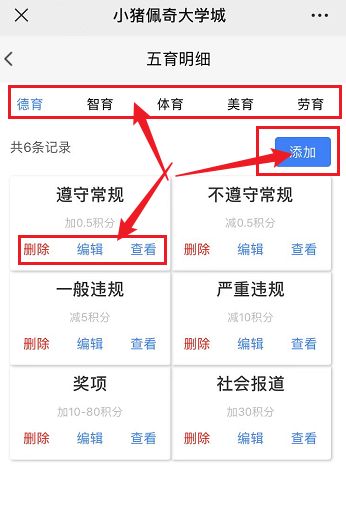 小猪佩奇大学城
五育明细
德育 智育 体育 美育 劳育
共6条记录 添加
遵守常规 不遵守常规
加0.5积分 减0.5积分
删除 编辑 查看 删除 编辑 查看
一般违规 严重违规
减5积分 减10积分
删除 编辑 查看 删除 编辑 查看
奖项 社会报道
加10-80积分 加30积分
删除 编辑 查看 删除 编辑 查看